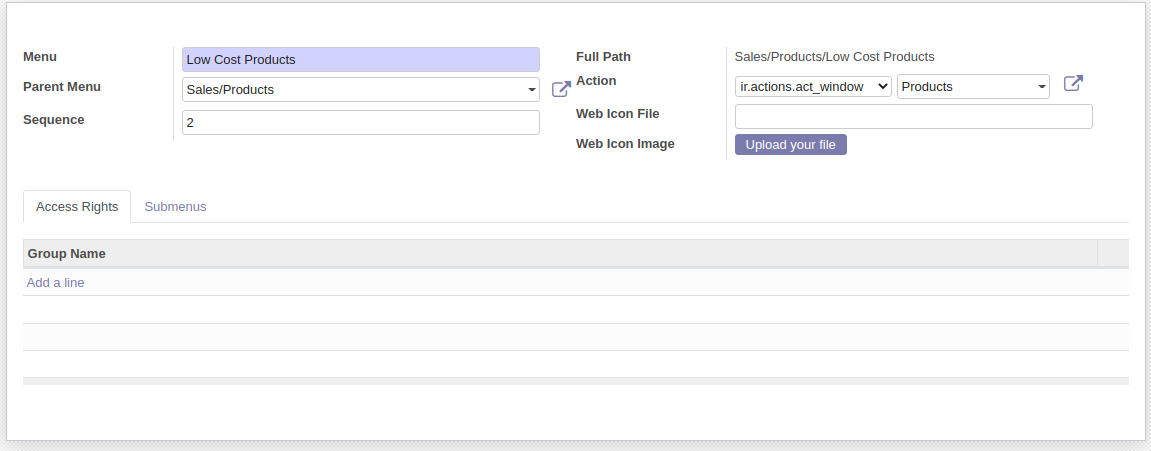 Menu
Low Cost Products
Parent Menu
Sales/Products
Sequence
2
Full Path
Sales/Products/Low Cost Products
Action
ir.actions.act_window
Products
Web Icon File
Web Icon Image
Upload your file
Access Rights
Submenus
Group Name
Add a line